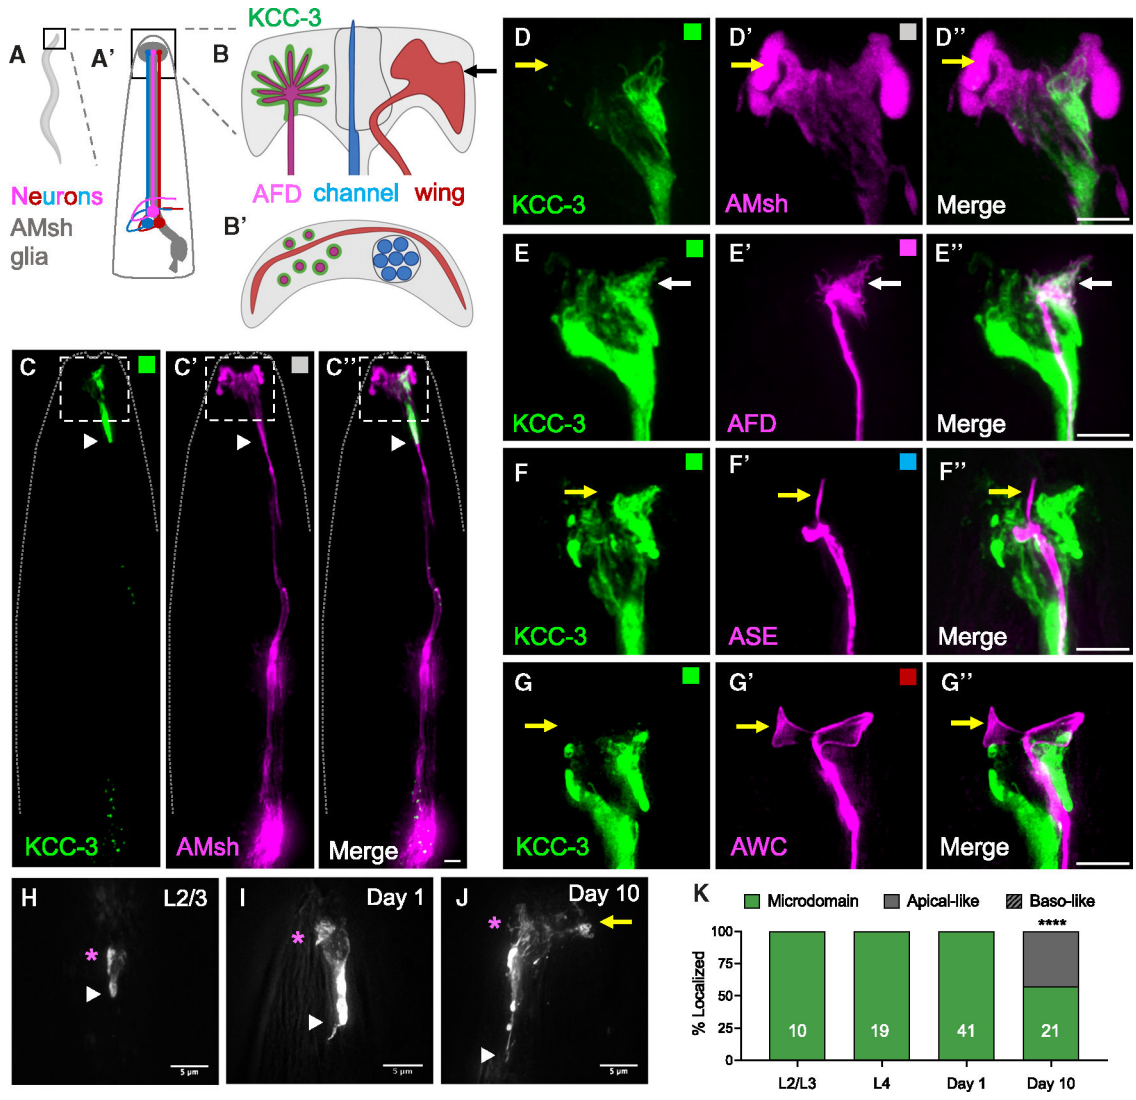 A
A'
Neurons
AMsh
glia
B
KCC-3
AFD channel wing
B'
C
KCC-3
C'
AMsh
C''
Merge
D
KCC-3
D'
AMsh
D''
Merge
E
KCC-3
E'
AFD
E''
Merge
F
KCC-3
F'
ASE
F''
Merge
G
KCC-3
G'
AWC
G''
Merge
H L2/3
*
5 µm
I Day 1
*
5 µm
J Day 10
*
5 µm
K
Microdomain Apical-like Baso-like
****
% Localized
100
75
50
25
0
10 19 41 21
L2/L3 L4 Day 1 Day 10